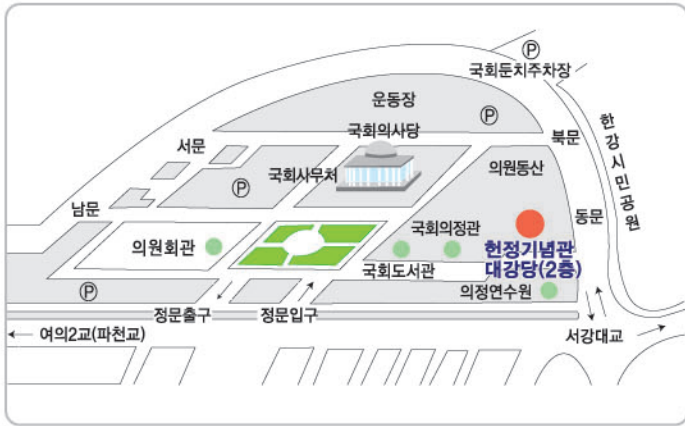 Ⓟ
국회둔치주차장
운동장
Ⓟ
국회의사당
북문
한강시민공원
서문
국회사무처
의원동산
Ⓟ
남문
동문
의원회관
국회의정관
헌정기념관
대강당(2층)
국회도서관
Ⓟ
의정연수원
정문출구
정문입구
← 여의2교(파천교)
서강대교